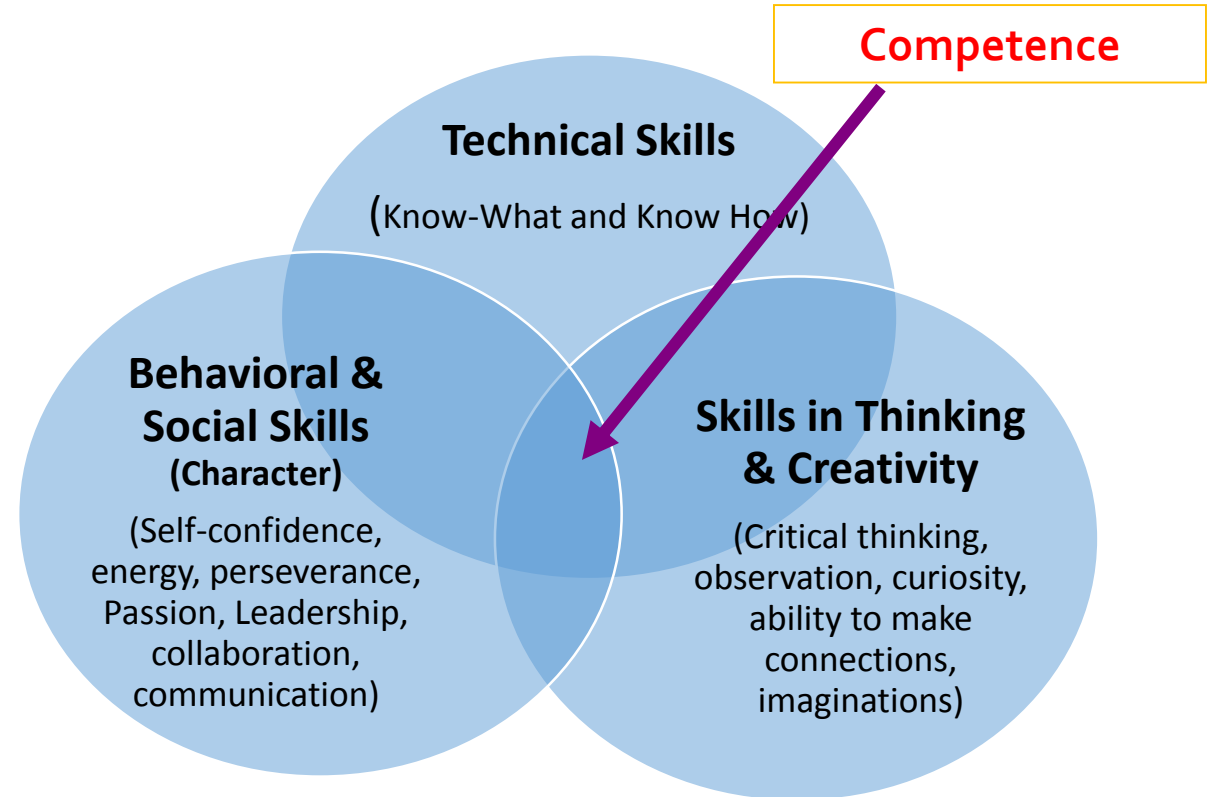 Competence
Technical Skills
(Know-What and Know How)
Behavioral &
Social Skills
(Character)
(Self-confidence,
energy, perseverance,
Passion, Leadership,
collaboration,
communication)
Skills in Thinking
& Creativity
(Critical thinking,
observation, curiosity,
ability to make
connections,
imaginations)